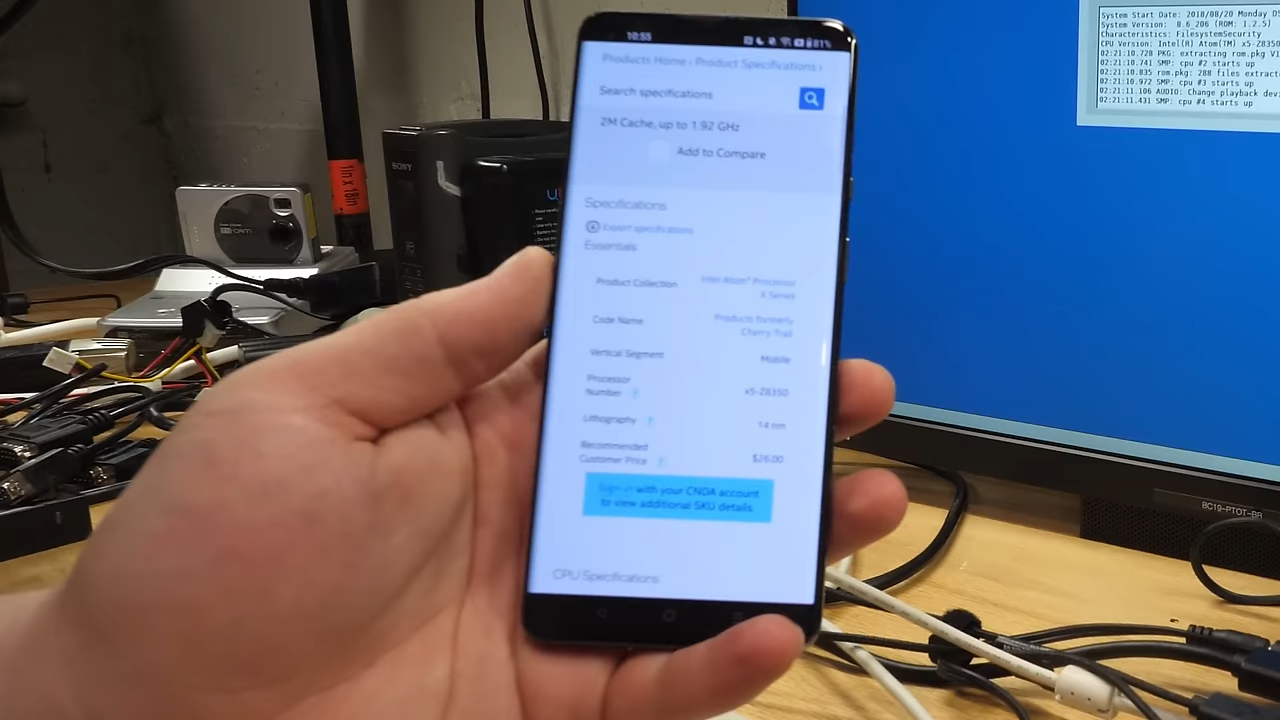 10:55
81%
Products Home › Product Specifications ›
Search specifications
2M Cache, up to 1.92 GHz
Add to Compare
Specifications
Export specifications
Essentials
Product Collection
Intel Atom® Processor
X Series
Code Name
Products formerly
Cherry Trail
Vertical Segment
Mobile
Processor
Number ?
x5-Z8350
Lithography ?
14 nm
Recommended
Customer Price ?
$26.00
Sign in with your CNDA account
to view additional SKU details.
CPU Specifications
System Start Date: 2018/08/20 Monday
System Version: 8.6_206 (ROM: 1.2.5)
Characteristics: FilesystemSecurity
CPU Version: Intel(R) Atom(TM) x5-Z8350
02:21:10.728 PKG: extracting rom.pkg
02:21:10.741 SMP: cpu #2 starts up
02:21:10.835 rom.pkg: 288 files extract
02:21:10.972 SMP: cpu #3 starts up
02:21:11.106 AUDIO: Change playback
02:21:11.431 SMP: cpu #4 starts up
SONY
1in x 18in
BC19-PTOT-BR